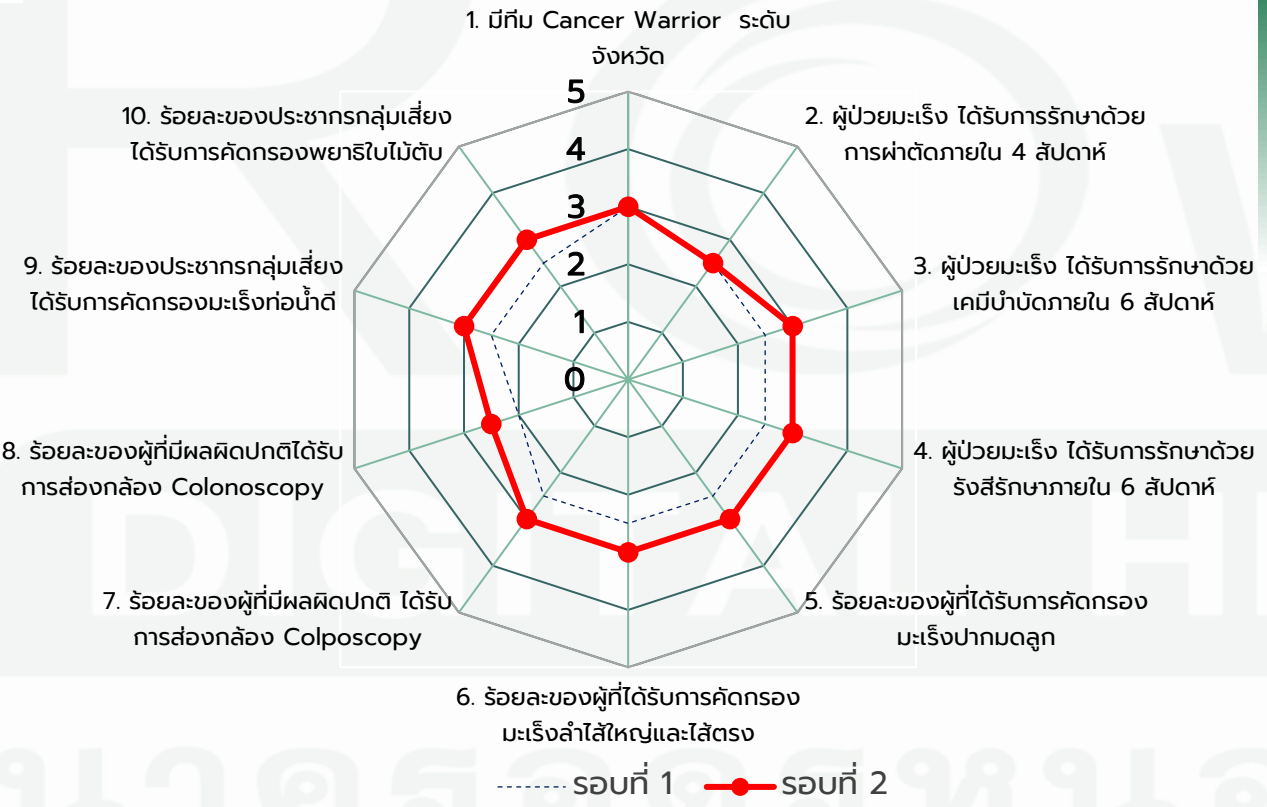 1. มีทีม Cancer Warrior ระดับ
จังหวัด
2. ผู้ป่วยมะเร็ง ได้รับการรักษาด้วย
การผ่าตัดภายใน 4 สัปดาห์
3. ผู้ป่วยมะเร็ง ได้รับการรักษาด้วย
เคมีบำบัดภายใน 6 สัปดาห์
4. ผู้ป่วยมะเร็ง ได้รับการรักษาด้วย
รังสีรักษาภายใน 6 สัปดาห์
5. ร้อยละของผู้ที่ได้รับการคัดกรอง
มะเร็งปากมดลูก
6. ร้อยละของผู้ที่ได้รับการคัดกรอง
มะเร็งลำไส้ใหญ่และไส้ตรง
7. ร้อยละของผู้ที่มีผลผิดปกติ ได้รับ
การส่องกล้อง Colposcopy
8. ร้อยละของผู้ที่มีผลผิดปกติได้รับ
การส่องกล้อง Colonoscopy
9. ร้อยละของประชากรกลุ่มเสี่ยง
ได้รับการคัดกรองมะเร็งท่อน้ำดี
10. ร้อยละของประชากรกลุ่มเสี่ยง
ได้รับการคัดกรองพยาธิใบไม้ตับ
5
4
3
2
1
0
รอบที่ 1 รอบที่ 2
DIGITAL